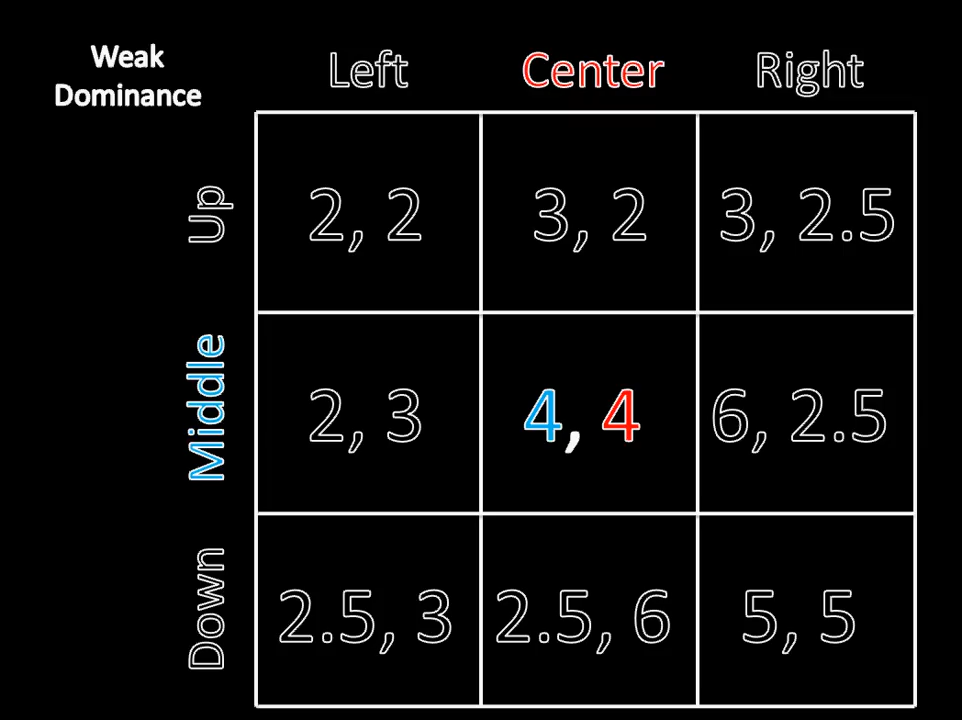 Weak
Dominance
Left Center Right
Up 2, 2 3, 2 3, 2.5
Middle 2, 3 4, 4 6, 2.5
Down 2.5, 3 2.5, 6 5, 5